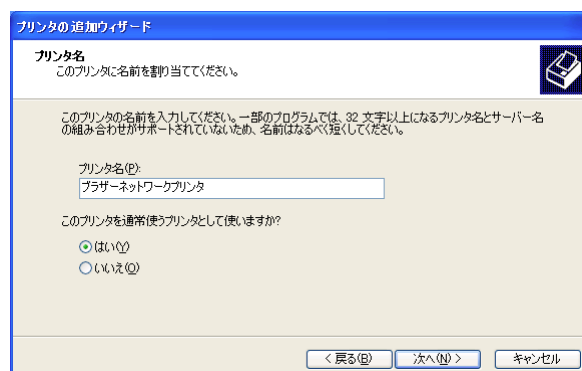 プリンタの追加ウィザード
プリンタ名
このプリンタに名前を割り当ててください。
このプリンタの名前を入力してください。一部のプログラムでは、32 文字以上になるプリンタ名とサーバー名
の組み合わせがサポートされていないため、名前はなるべく短くしてください。
プリンタ名(P):
ブラザーネットワークプリンタ
このプリンタを通常使うプリンタとして使いますか?
はい(Y)
いいえ(O)
< 戻る(B)
次へ(N) >
キャンセル